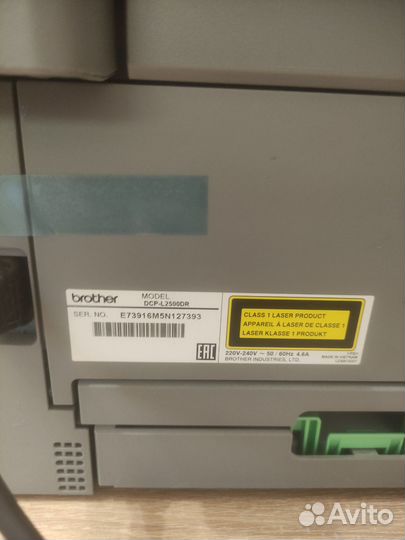 brother
MODEL
DCP-L2500DR
SER. NO. E73916M5N127393
EAC
CLASS 1 LASER PRODUCT
APPAREIL À LASER DE CLASSE 1
LASER KLASSE 1 PRODUKT
220V-240V ~ 50 / 60Hz 4,6A
BROTHER INDUSTRIES, LTD.
MADE IN VIETNAM
Avito